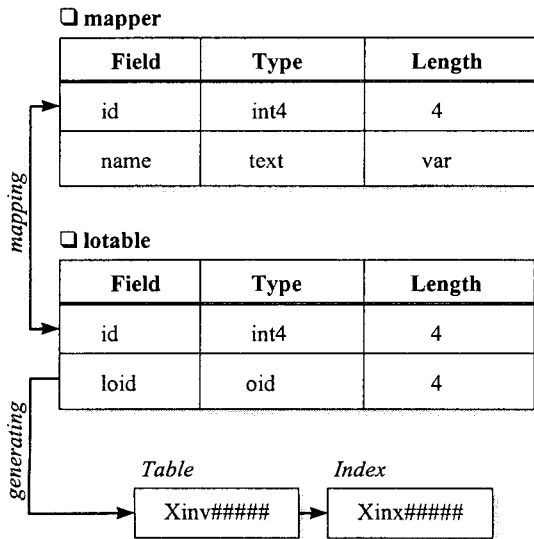 ❑ mapper
Field Type Length
id int4 4
name text var
mapping
❑ lotable
Field Type Length
id int4 4
loid oid 4
generating
Table Index
Xinv##### Xinx#####